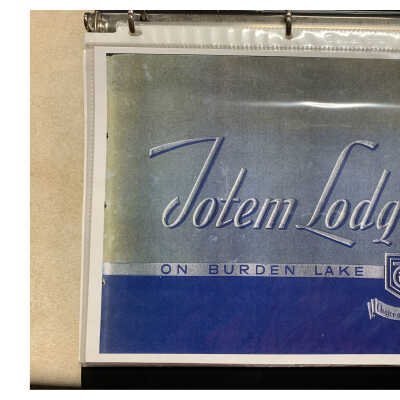 Totem Lodg
ON BURDEN LAKE